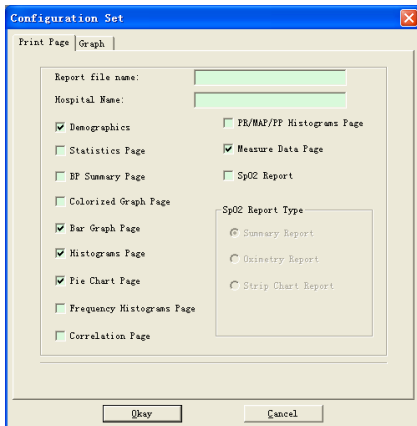 Configuration Set
Print Page
Graph
Report file name:
Hospital Name:
Demographics
Statistics Page
BP Summary Page
Colorized Graph Page
Bar Graph Page
Histograms Page
Pie Chart Page
Frequency Histograms Page
Correlation Page
PR/MAP/PP Histograms Page
Measure Data Page
SpO2 Report
SpO2 Report Type
Summary Report
Oximetry Report
Strip Chart Report
Okay
Cancel